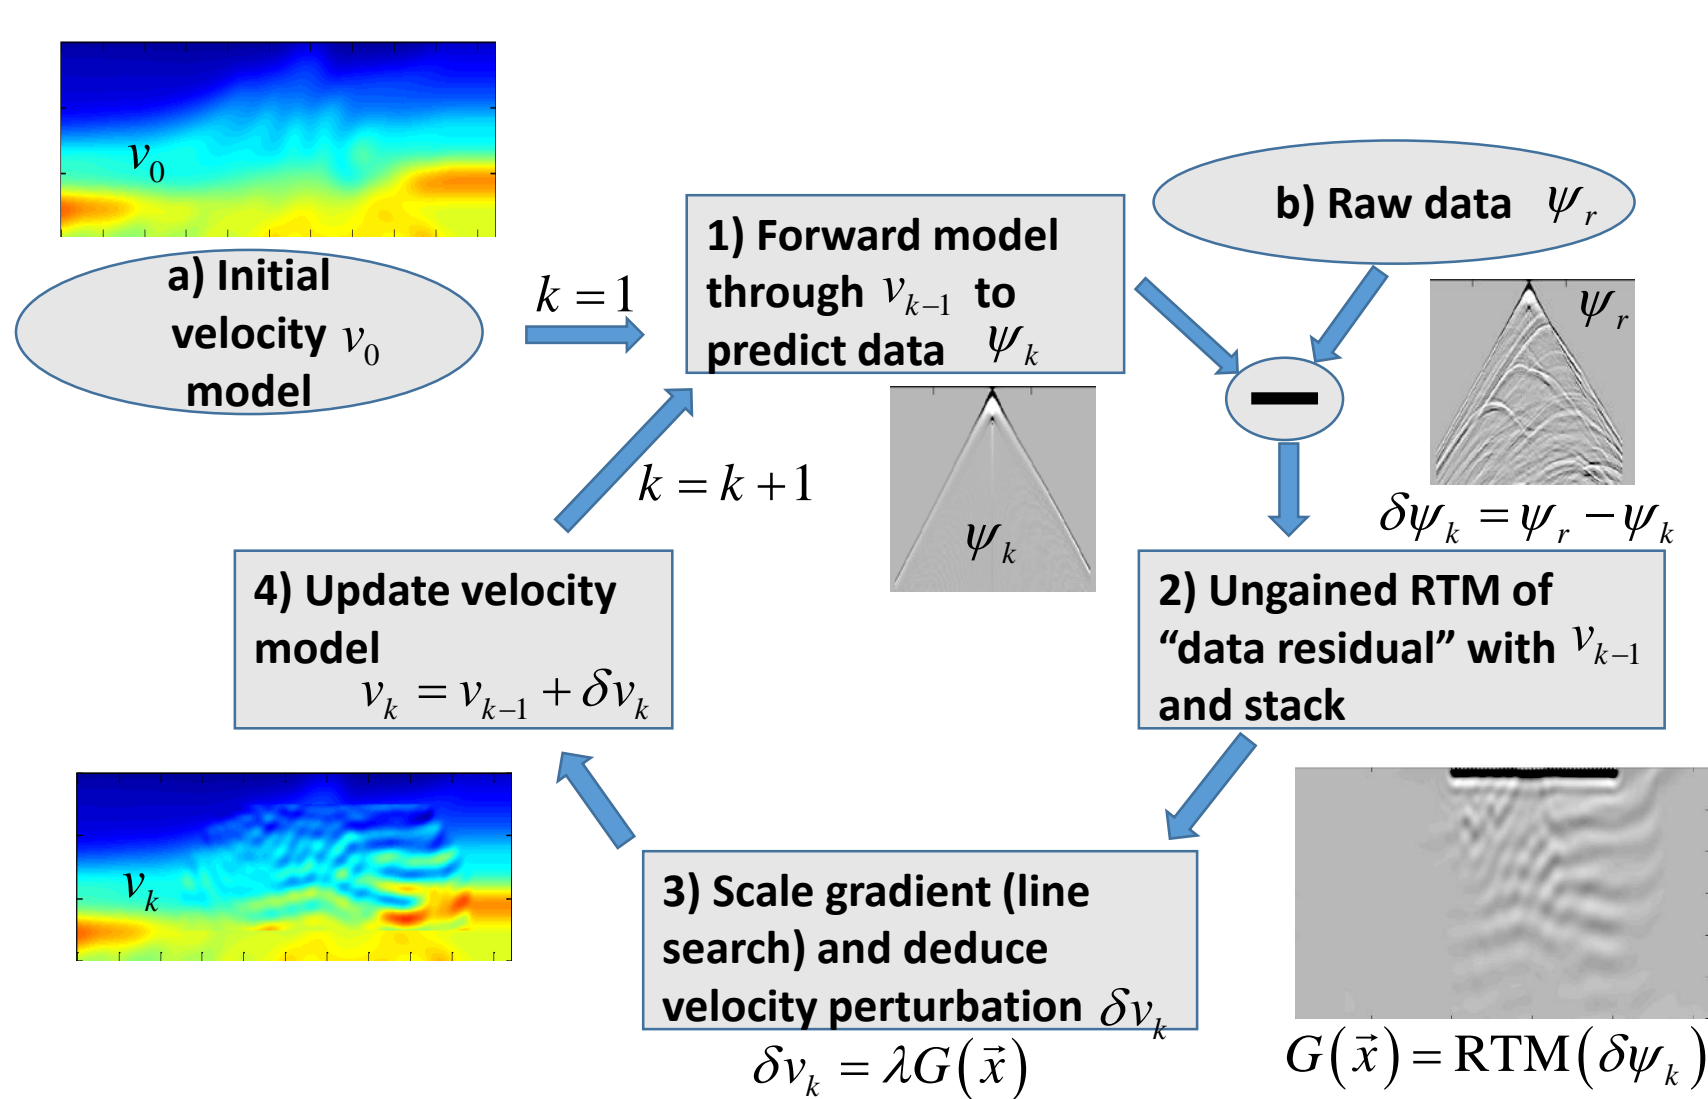 v₀
a) Initial
velocity v₀
model
k = 1
1) Forward model
through vₖ₋₁ to
predict data ψₖ
b) Raw data ψᵣ
ψᵣ
δψₖ = ψᵣ − ψₖ
ψₖ
k = k + 1
2) Ungained RTM of
“data residual” with vₖ₋₁
and stack
G(x⃗) = RTM(δψₖ)
3) Scale gradient (line
search) and deduce
velocity perturbation δvₖ
δvₖ = λG(x⃗)
4) Update velocity
model
vₖ = vₖ₋₁ + δvₖ
vₖ